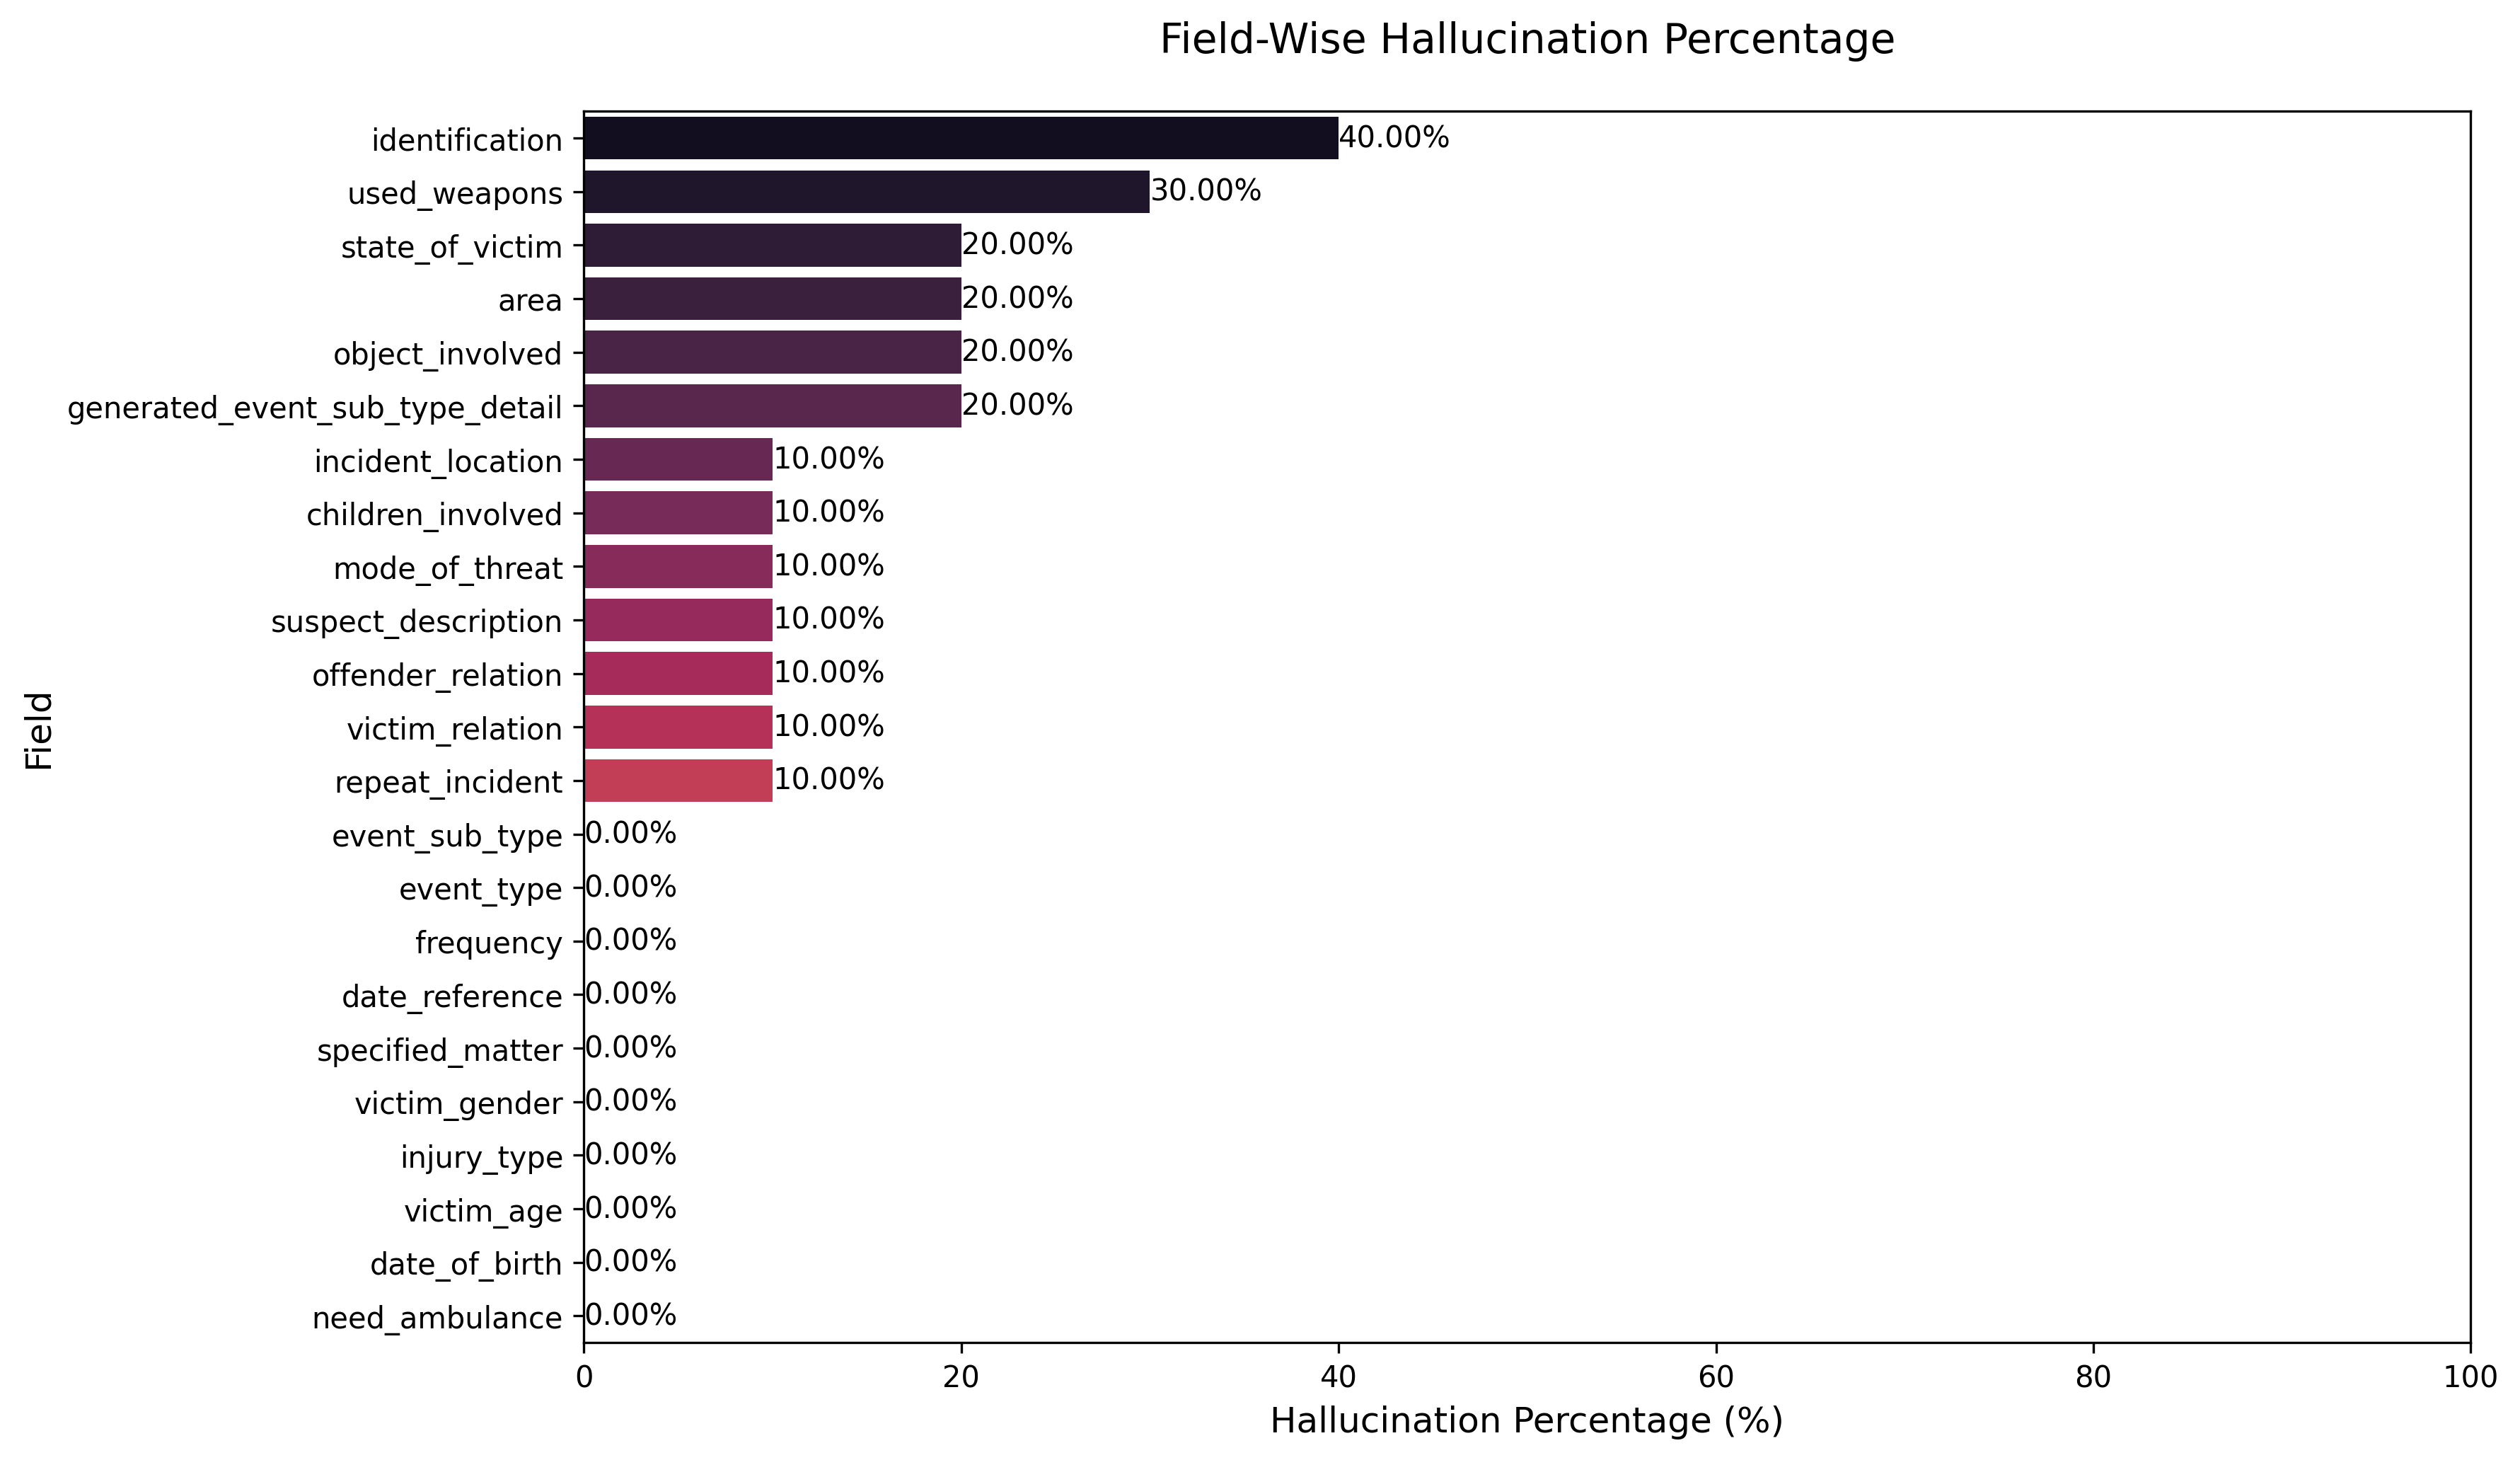 Field-Wise Hallucination Percentage
identification 40.00%
used_weapons 30.00%
state_of_victim 20.00%
area 20.00%
object_involved 20.00%
generated_event_sub_type_detail 20.00%
incident_location 10.00%
children_involved 10.00%
mode_of_threat 10.00%
suspect_description 10.00%
offender_relation 10.00%
victim_relation 10.00%
repeat_incident 10.00%
event_sub_type 0.00%
event_type 0.00%
frequency 0.00%
date_reference 0.00%
specified_matter 0.00%
victim_gender 0.00%
injury_type 0.00%
victim_age 0.00%
date_of_birth 0.00%
need_ambulance 0.00%
Field
0 20 40 60 80 100
Hallucination Percentage (%)